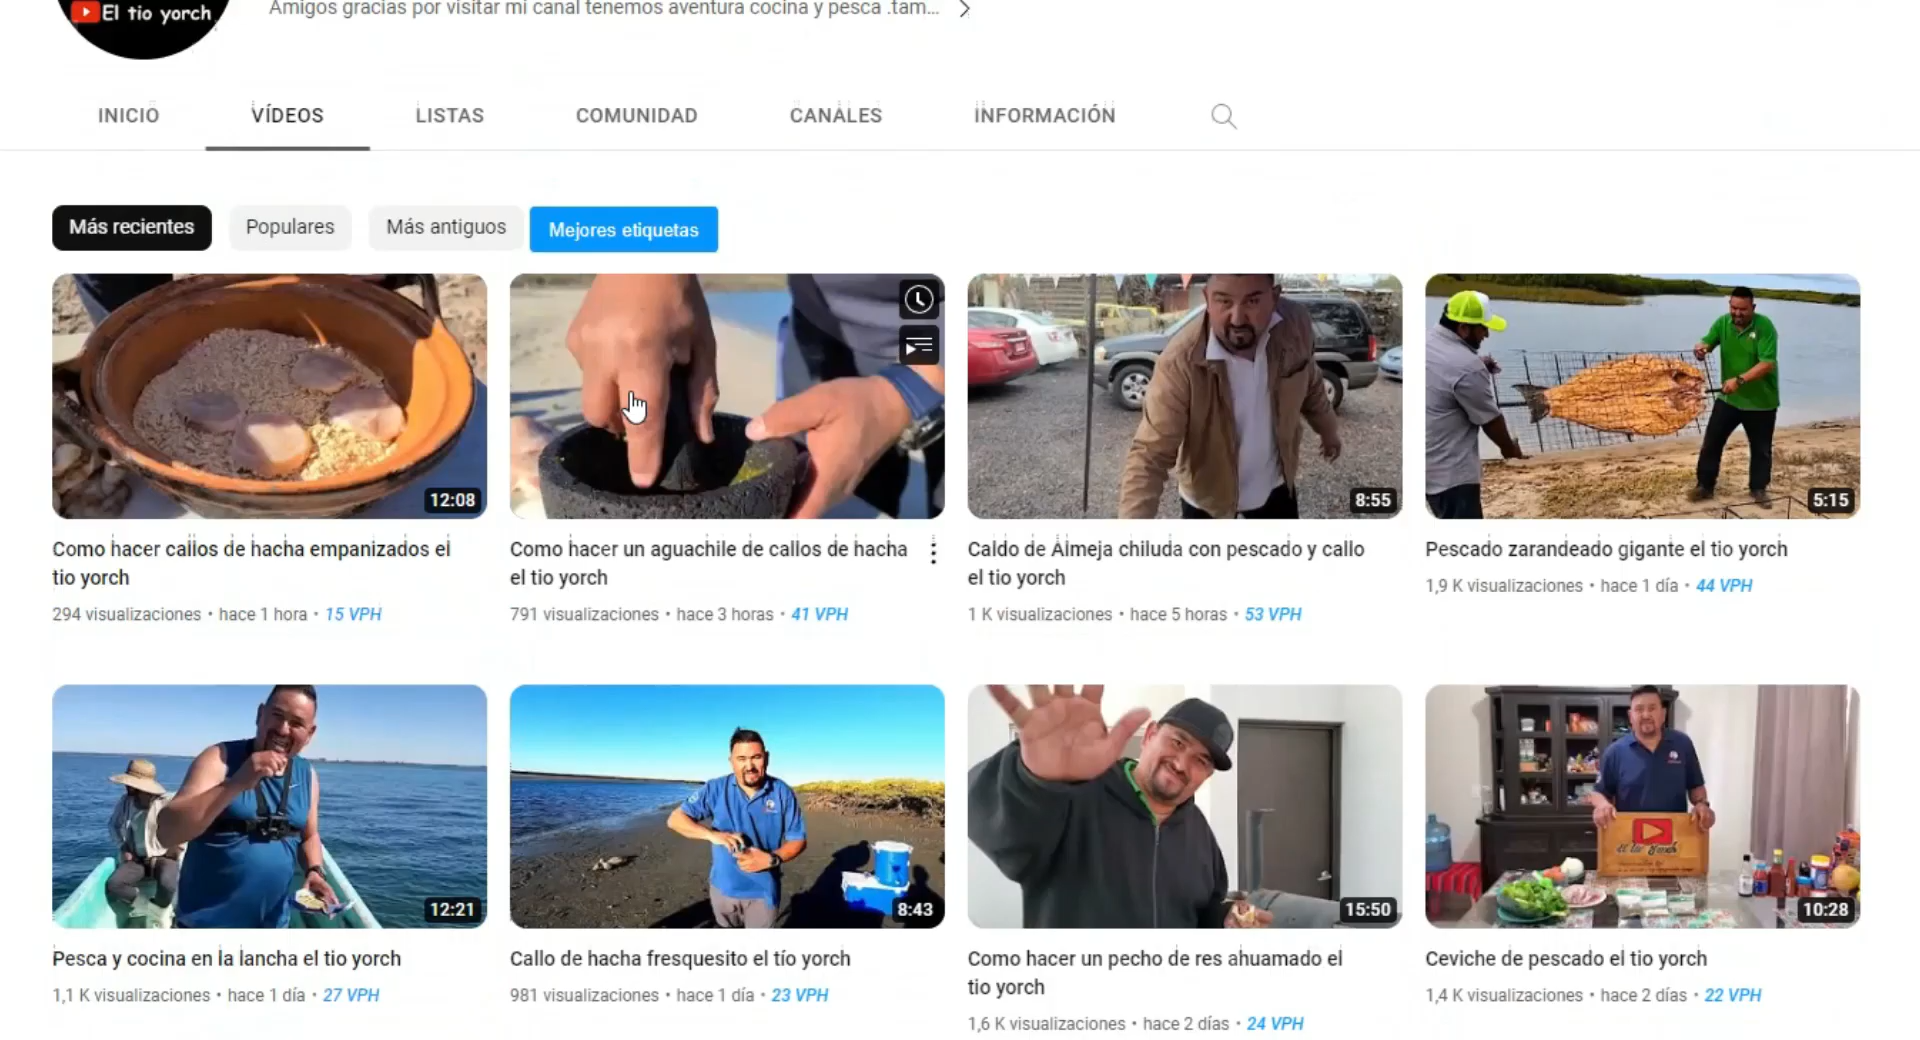 El tio yorch
Amigos gracias por visitar mi canal tenemos aventura cocina y pesca .tam...
INICIO
VÍDEOS
LISTAS
COMUNIDAD
CANALES
INFORMACIÓN
Más recientes
Populares
Más antiguos
Mejores etiquetas
12:08
8:55
5:15
Como hacer callos de hacha empanizados el
tio yorch
294 visualizaciones • hace 1 hora • 15 VPH
Como hacer un aguachile de callos de hacha
el tio yorch
791 visualizaciones • hace 3 horas • 41 VPH
Caldo de Almeja chiluda con pescado y callo
el tio yorch
1 K visualizaciones • hace 5 horas • 53 VPH
Pescado zarandeado gigante el tio yorch
1,9 K visualizaciones • hace 1 día • 44 VPH
12:21
8:43
15:50
10:28
Pesca y cocina en la lancha el tio yorch
1,1 K visualizaciones • hace 1 día • 27 VPH
Callo de hacha fresquesito el tío yorch
981 visualizaciones • hace 1 día • 23 VPH
Como hacer un pecho de res ahuamado el
tio yorch
1,6 K visualizaciones • hace 2 días • 24 VPH
Ceviche de pescado el tio yorch
1,4 K visualizaciones • hace 2 días • 22 VPH